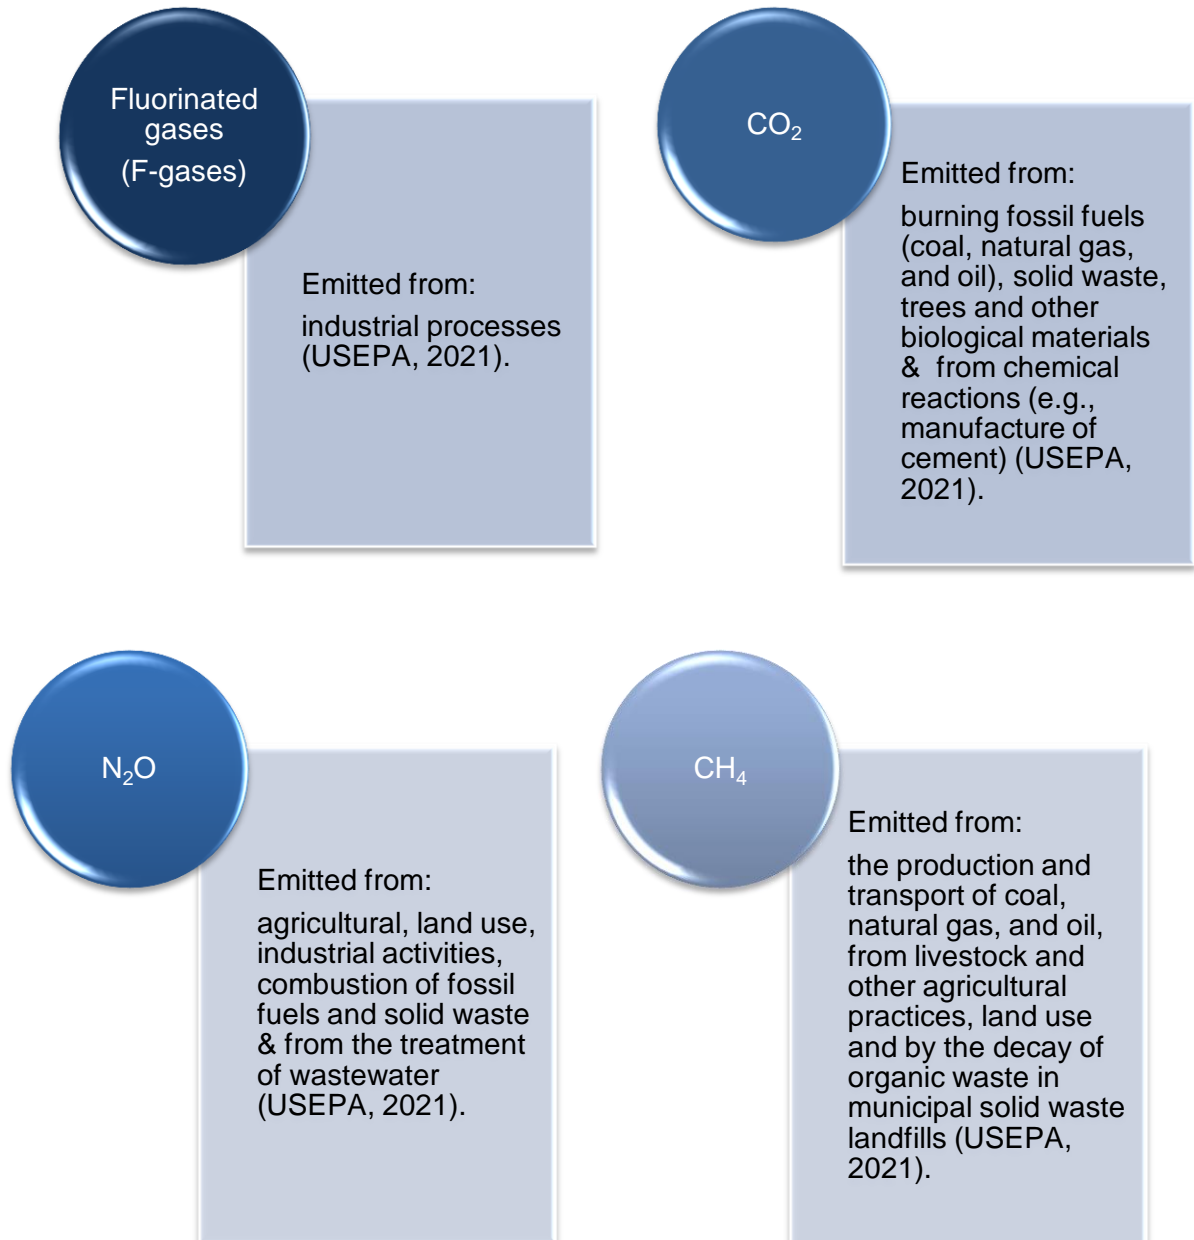 Fluorinated
gases
(F-gases)
Emitted from:
industrial processes
(USEPA, 2021).
CO₂
Emitted from:
burning fossil fuels
(coal, natural gas,
and oil), solid waste,
trees and other
biological materials
& from chemical
reactions (e.g.,
manufacture of
cement) (USEPA,
2021).
N₂O
Emitted from:
agricultural, land use,
industrial activities,
combustion of fossil
fuels and solid waste
& from the treatment
of wastewater
(USEPA, 2021).
CH₄
Emitted from:
the production and
transport of coal,
natural gas, and oil,
from livestock and
other agricultural
practices, land use
and by the decay of
organic waste in
municipal solid waste
landfills (USEPA,
2021).